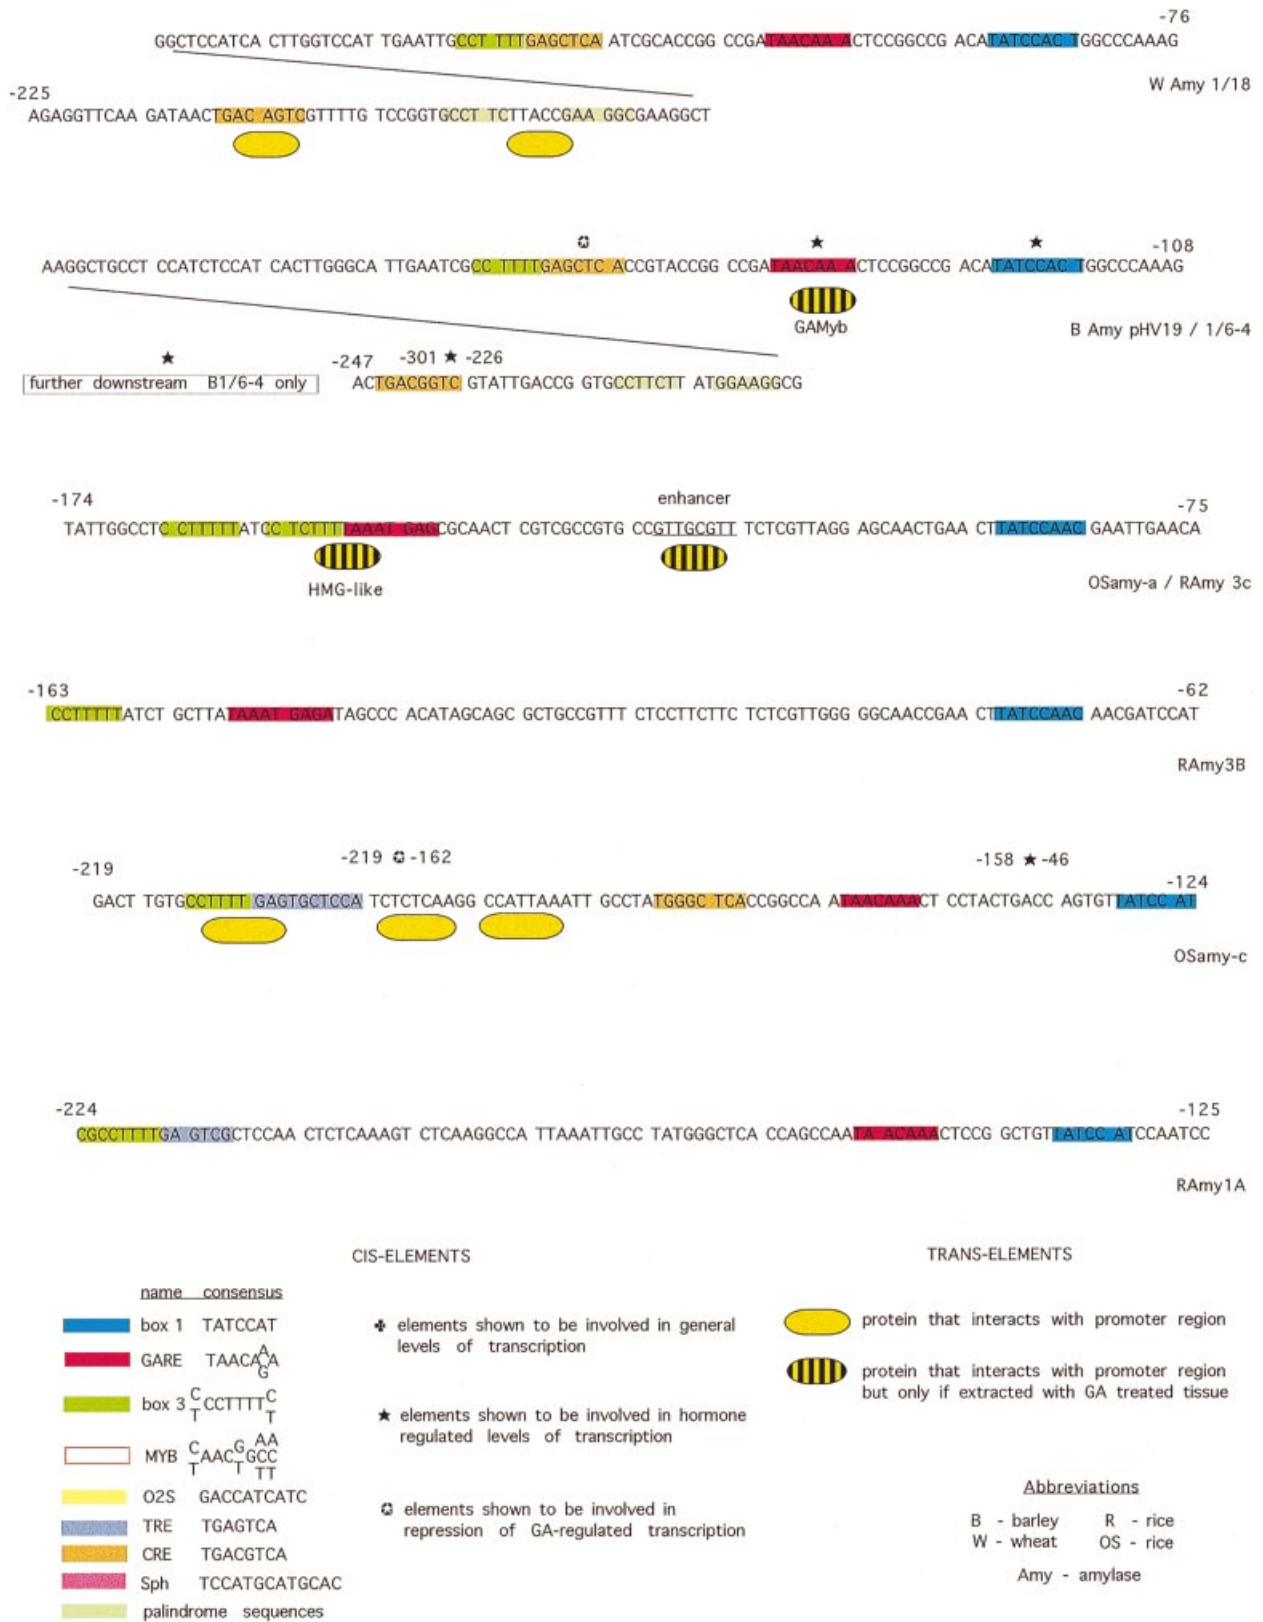 -76
GGCTCCATCA CTTGGTCCAT TGAATTGCCT TTTGAGCTCA ATCGCACCGG CCGATAACAA ACTCCGGCCG ACATATCCAC TGGCCCAAAG
W Amy 1/18
-225
AGAGGTTCAA GATAACTGAC AGTCGTTTTG TCCGGTGCCT TCTTACCGAA GGCGAAGGCT
-108
AAGGCTGCCT CCATCTCCAT CACTTGGGCA TTGAATCGCC TTTTGAGCTC ACCGTACCGG CCGATAACAA ACTCCGGCCG ACATATCCAC TGGCCCAAAG
GAMyb
B Amy pHV19 / 1/6-4
★
-247 -301 ★ -226
further downstream B1/6-4 only
ACTGACGGTC GTATTGACCG GTGCCTTCTT ATGGAAGGCG
-174
enhancer
-75
TATTGGCCTC CCTTTTTATCC TCTTTTAAAT GAGCGCAACT CGTCGCCGTG CCGTTGCGTT TCTCGTTAGG AGCAACTGAA CTTATCCAAC GAATTGAACA
HMG-like
OSamy-a / RAmy 3c
-163
-62
CCTTTTTATCT GCTTATAAAT GAGATAGCCC ACATAGCAGC GCTGCCGTTT CTCCTTCTTC TCTCGTTGGG GGCAACCGAA CTTATCCAAC AACGATCCAT
RAmy3B
-219
-219 ✪ -162
-158 ★ -46
-124
GACT TGTGCCTTTT GAGTGCTCCA TCTCTCAAGG CCATTAAATT GCCTATGGGC TCACCGGCCA ATAACAAACT CCTACTGACC AGTGTTATCC AT
OSamy-c
-224
-125
CGCCTTTTGA GTCGCTCCAA CTCTCAAAGT CTCAAGGCCA TTAAATTGCC TATGGGCTCA CCAGCCAATA ACAAACTCCG GCTGTTATCC ATCCAATCC
RAmy1A
CIS-ELEMENTS
name consensus
box 1 TATCCAT
GARE TAACA A/G A
box 3 C/T CCTTTT C/T
MYB C/T AAC G/T G A/C/T A/C/T
O2S GACCATCATC
TRE TGAGTCA
CRE TGACGTCA
Sph TCCATGCATGCAC
palindrome sequences
✤ elements shown to be involved in general
levels of transcription
★ elements shown to be involved in hormone
regulated levels of transcription
✪ elements shown to be involved in
repression of GA-regulated transcription
TRANS-ELEMENTS
protein that interacts with promoter region
protein that interacts with promoter region
but only if extracted with GA treated tissue
Abbreviations
B - barley R - rice
W - wheat OS - rice
Amy - amylase